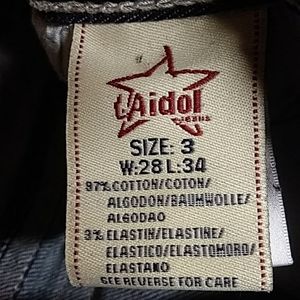 L'Aidol
JEANS
SIZE: 3
W:28 L:34
97% COTTON/COTON/
ALGODON/BAUMWOLLE/
ALGODAO
3% ELASTIN/ELASTINE/
ELASTICO/ELASTOMORO/
ELASTANO
SEE REVERSE FOR CARE